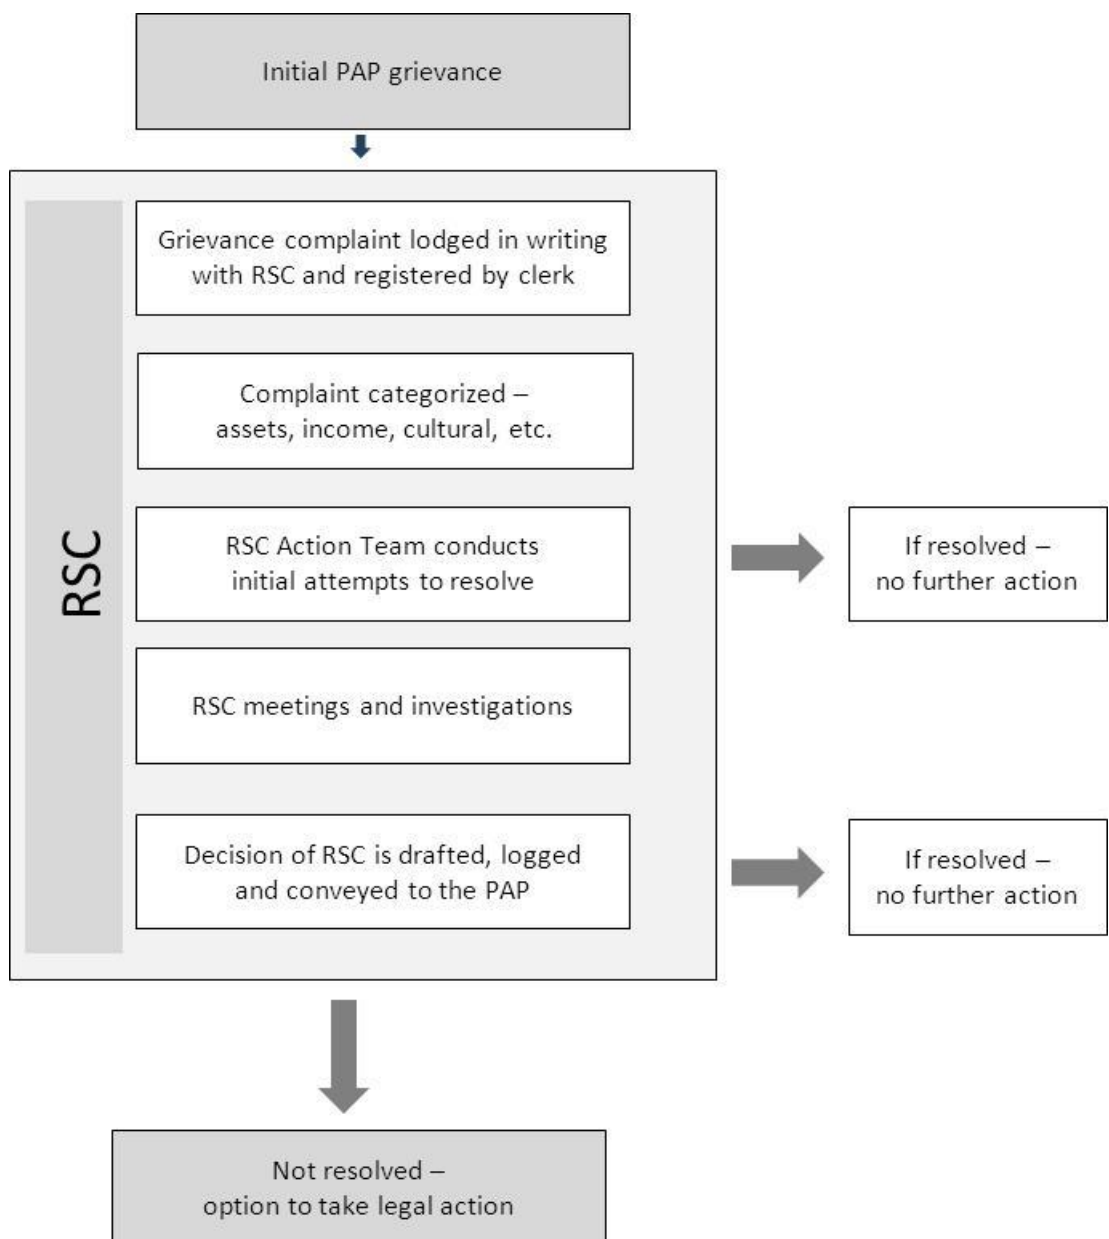 Initial PAP grievance
RSC
Grievance complaint lodged in writing
with RSC and registered by clerk
Complaint categorized –
assets, income, cultural, etc.
RSC Action Team conducts
initial attempts to resolve
If resolved –
no further action
RSC meetings and investigations
Decision of RSC is drafted, logged
and conveyed to the PAP
If resolved –
no further action
Not resolved –
option to take legal action